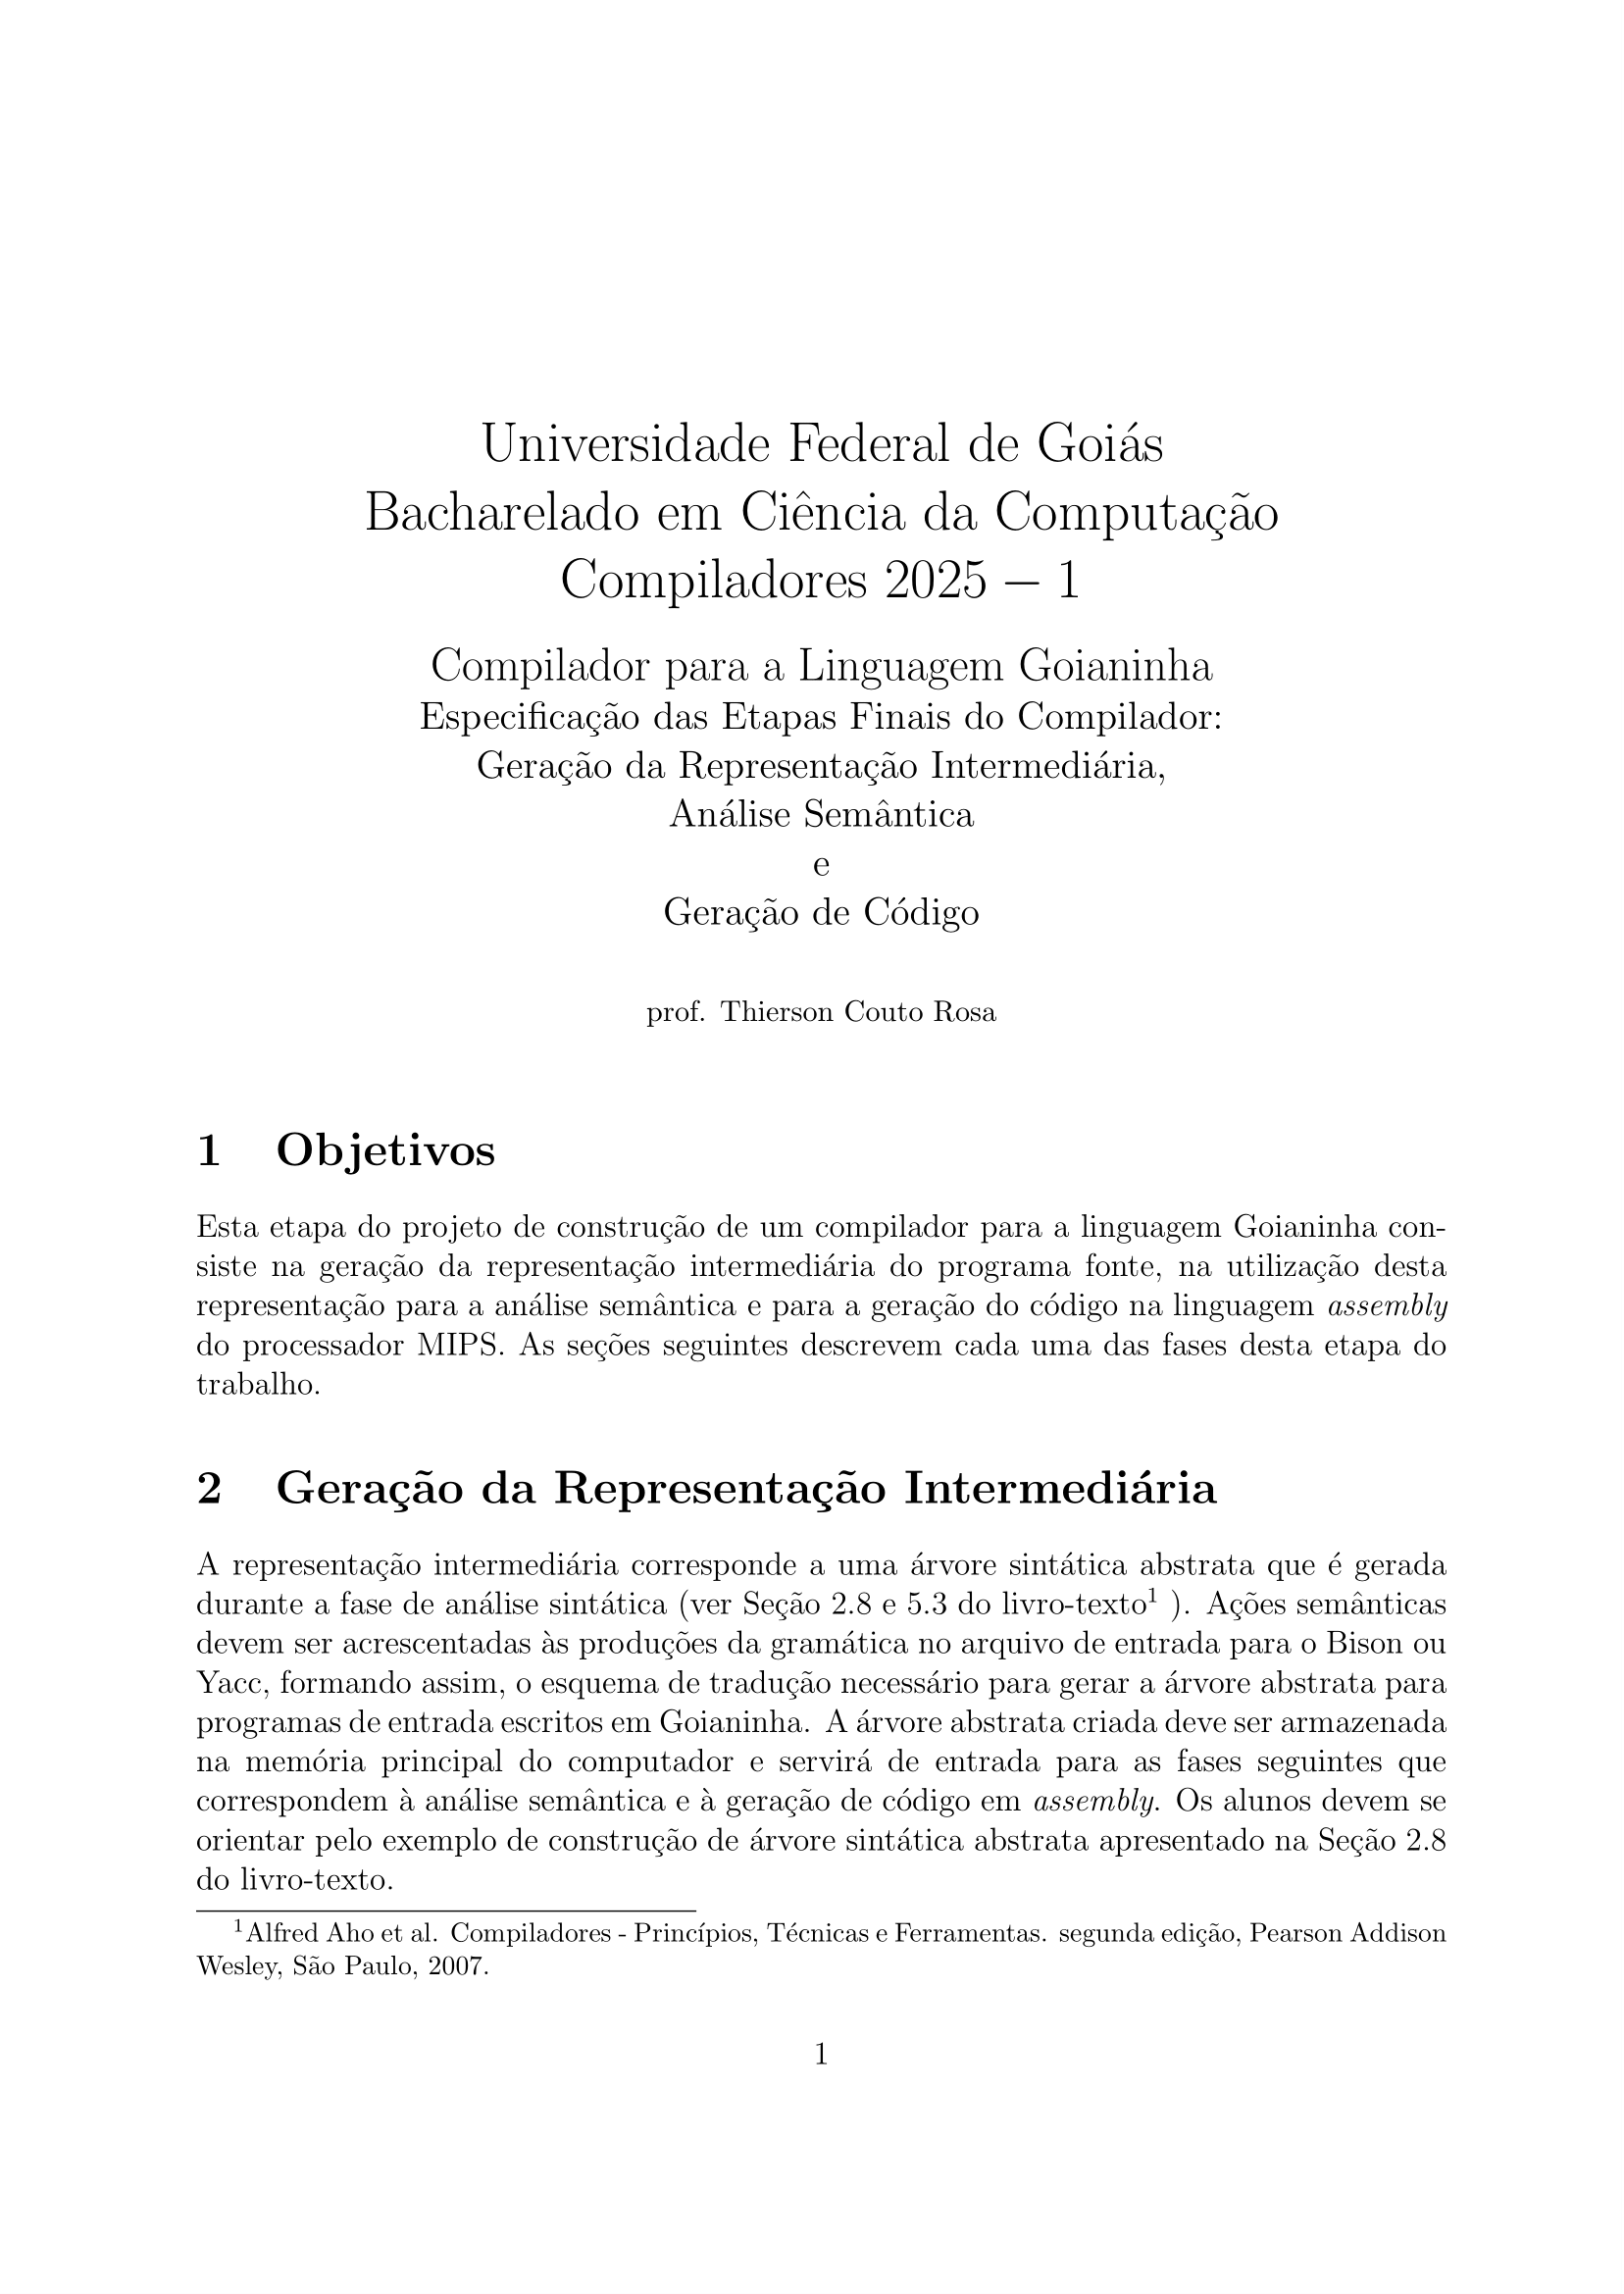 Universidade Federal de Goiás
Bacharelado em Ciência da Computação
Compiladores 2025 − 1
Compilador para a Linguagem Goianinha
Especificação das Etapas Finais do Compilador:
Geração da Representação Intermediária,
Análise Semântica
e
Geração de Código
prof. Thierson Couto Rosa
1 Objetivos
Esta etapa do projeto de construção de um compilador para a linguagem Goianinha con-
siste na geração da representação intermediária do programa fonte, na utilização desta
representação para a análise semântica e para a geração do código na linguagem assembly
do processador MIPS. As seções seguintes descrevem cada uma das fases desta etapa do
trabalho.
2 Geração da Representação Intermediária
A representação intermediária corresponde a uma árvore sintática abstrata que é gerada
durante a fase de análise sintática (ver Seção 2.8 e 5.3 do livro-texto1 ). Ações semânticas
devem ser acrescentadas às produções da gramática no arquivo de entrada para o Bison ou
Yacc, formando assim, o esquema de tradução necessário para gerar a árvore abstrata para
programas de entrada escritos em Goianinha. A árvore abstrata criada deve ser armazenada
na memória principal do computador e servirá de entrada para as fases seguintes que
correspondem à análise semântica e à geração de código em assembly. Os alunos devem se
orientar pelo exemplo de construção de árvore sintática abstrata apresentado na Seção 2.8
do livro-texto.
1Alfred Aho et al. Compiladores - Princípios, Técnicas e Ferramentas. segunda edição, Pearson Addison
Wesley, São Paulo, 2007.
1